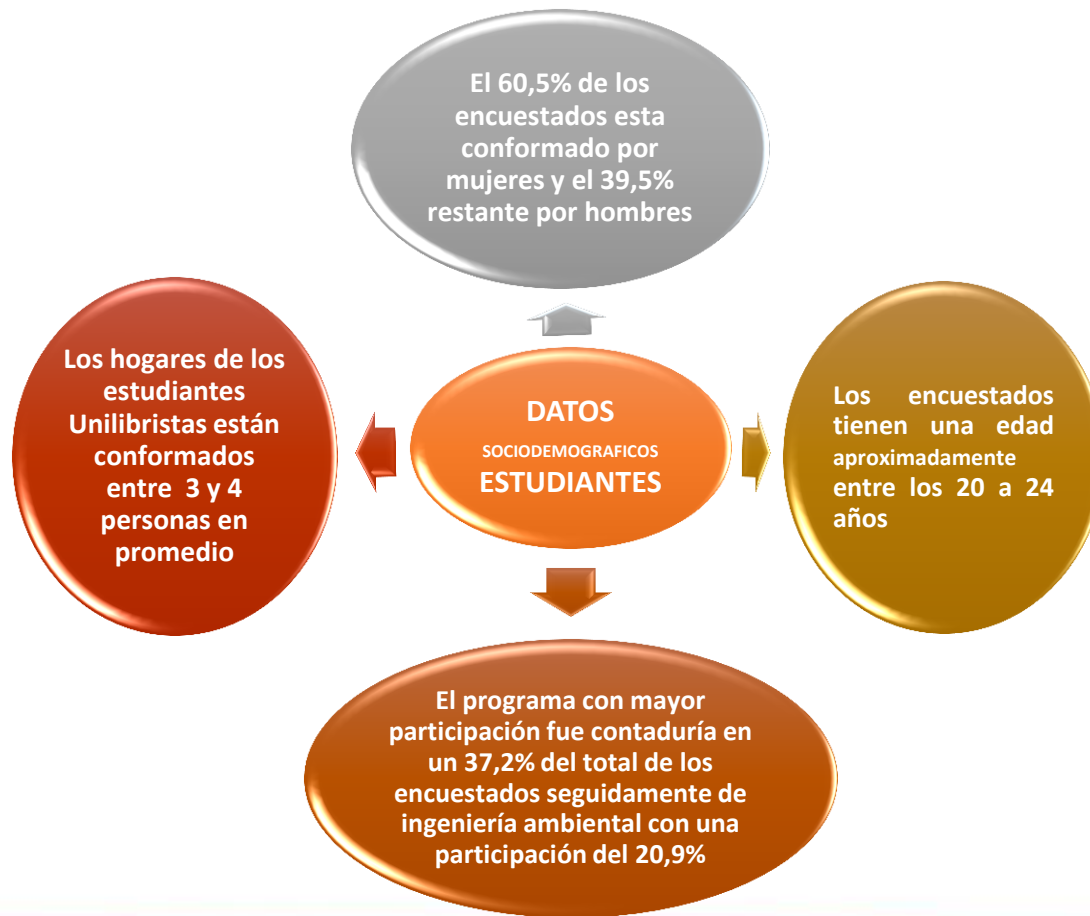 El 60,5% de los
encuestados esta
conformado por
mujeres y el 39,5%
restante por hombres
Los hogares de los
estudiantes
Unilibristas están
conformados
entre 3 y 4
personas en
promedio
DATOS
SOCIODEMOGRAFICOS
ESTUDIANTES
Los encuestados
tienen una edad
aproximadamente
entre los 20 a 24
años
El programa con mayor
participación fue contaduría en
un 37,2% del total de los
encuestados seguidamente de
ingeniería ambiental con una
participación del 20,9%